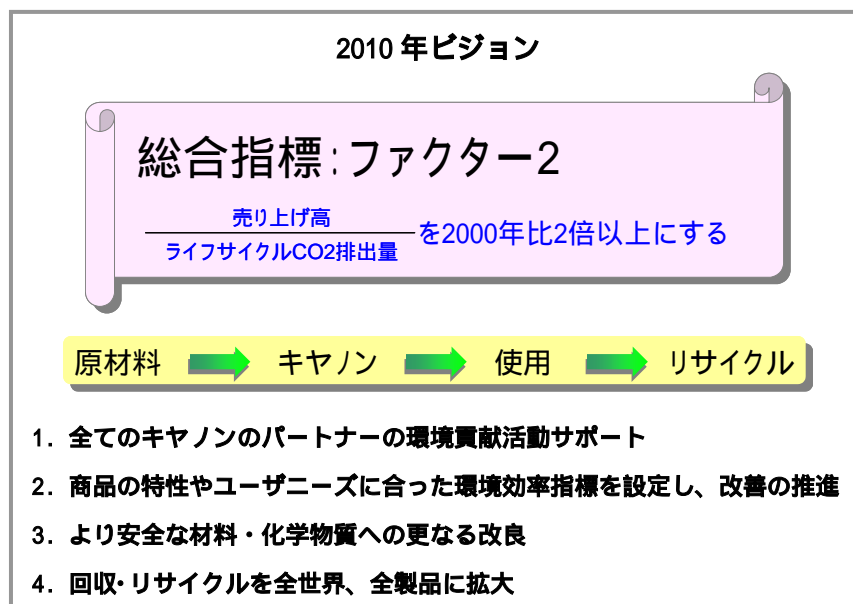 2010 年ビジョン
総合指標:ファクター2
売り上げ高
ライフサイクルCO2排出量
を2000年比2倍以上にする
原材料 キヤノン 使用 リサイクル
1. 全てのキヤノンのパートナーの環境貢献活動サポート
2. 商品の特性やユーザニーズに合った環境効率指標を設定し、改善の推進
3. より安全な材料・化学物質への更なる改良
4. 回収・リサイクルを全世界、全製品に拡大